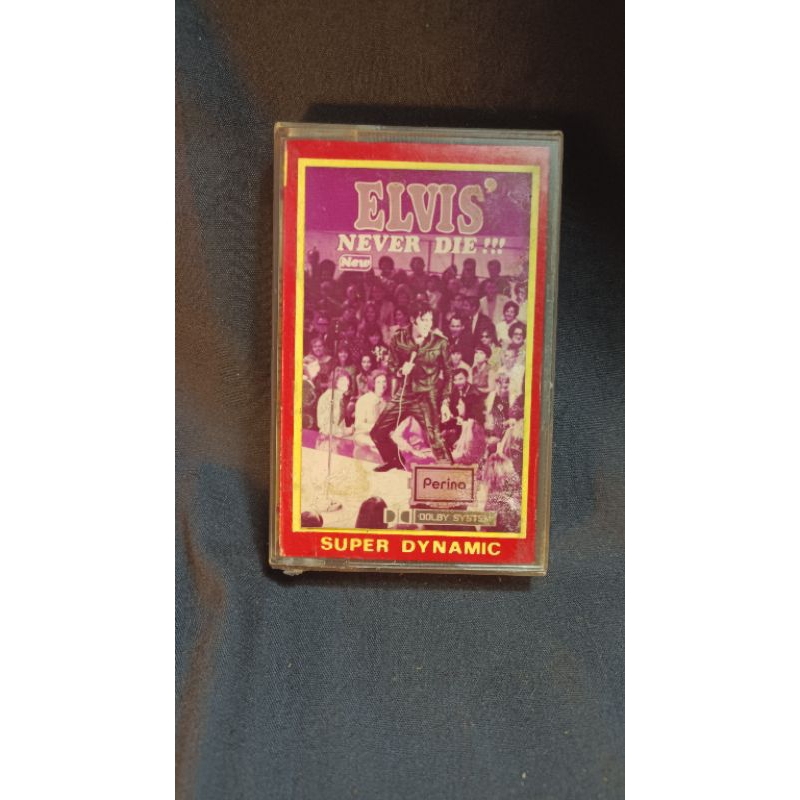 ELVIS'
NEVER DIE!!!
New
Perina
DOLBY SYSTEM
SUPER DYNAMIC